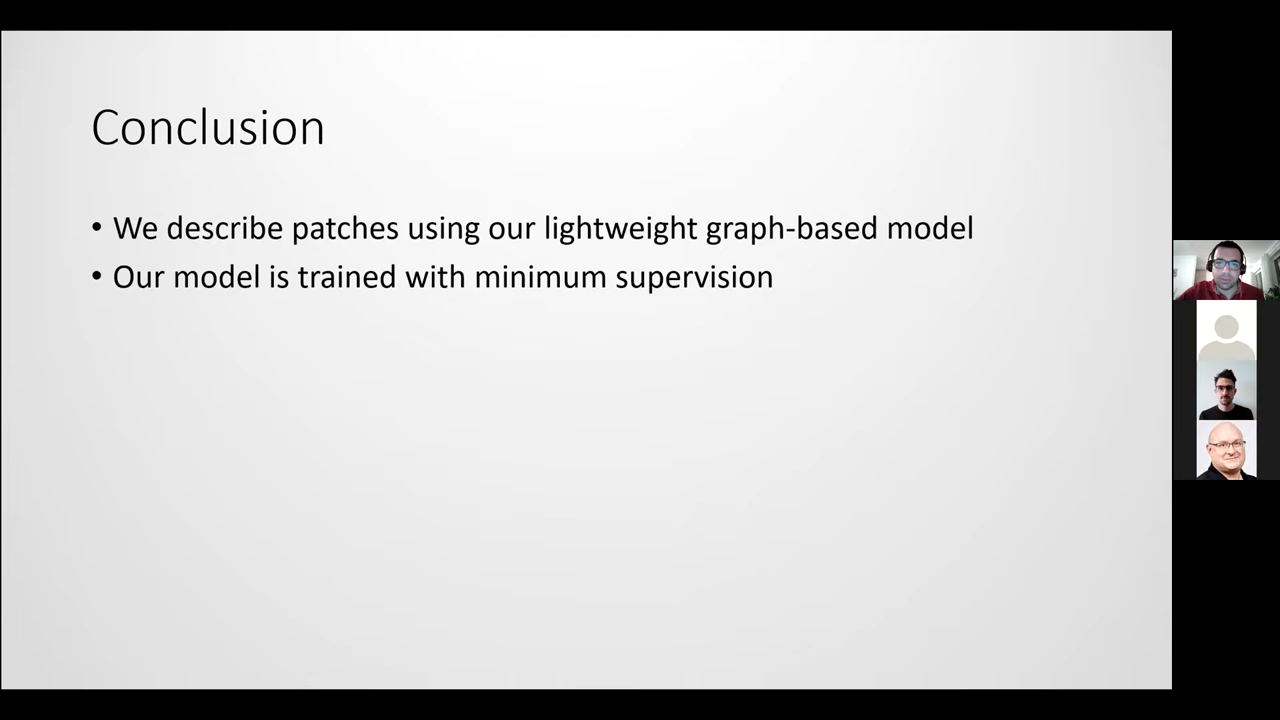 Conclusion
• We describe patches using our lightweight graph-based model
• Our model is trained with minimum supervision